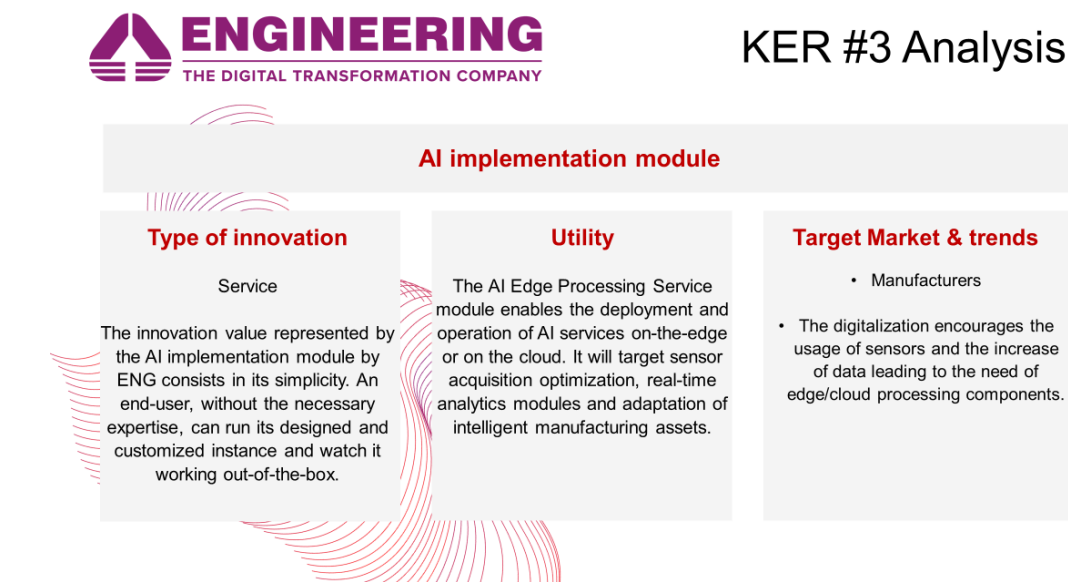 ENGINEERING
THE DIGITAL TRANSFORMATION COMPANY
KER #3 Analysis
AI implementation module
Type of innovation
Service
The innovation value represented by
the AI implementation module by
ENG consists in its simplicity. An
end-user, without the necessary
expertise, can run its designed and
customized instance and watch it
working out-of-the-box.
Utility
The AI Edge Processing Service
module enables the deployment and
operation of AI services on-the-edge
or on the cloud. It will target sensor
acquisition optimization, real-time
analytics modules and adaptation of
intelligent manufacturing assets.
Target Market & trends
• Manufacturers
• The digitalization encourages the
usage of sensors and the increase
of data leading to the need of
edge/cloud processing components.